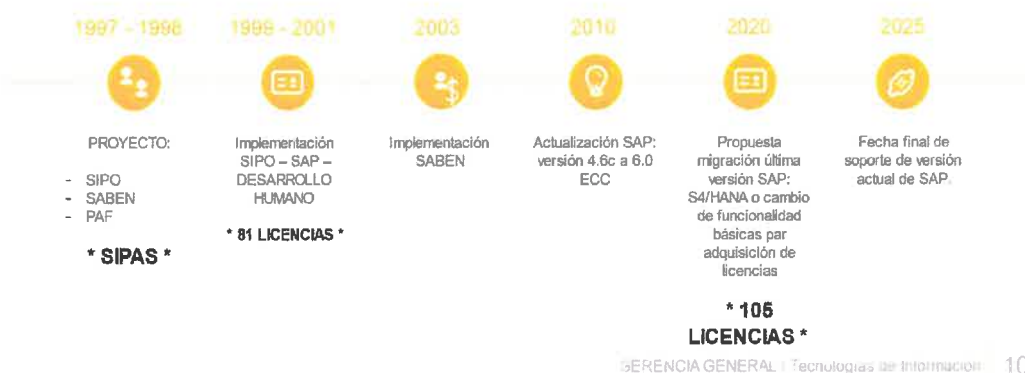 1997 - 1998
PROYECTO:
- SIPO
- SABEN
- PAF
* SIPAS *
1999 - 2001
Implementación
SIPO – SAP –
DESARROLLO
HUMANO
* 81 LICENCIAS *
2003
Implementación
SABEN
2010
Actualización SAP:
versión 4.6c a 6.0
ECC
2020
Propuesta
migración última
versión SAP:
S4/HANA o cambio
de funcionalidad
básicas par
adquisición de
licencias
* 105
LICENCIAS *
2025
Fecha final de
soporte de versión
actual de SAP.
GERENCIA GENERAL | Tecnologías de Información 10